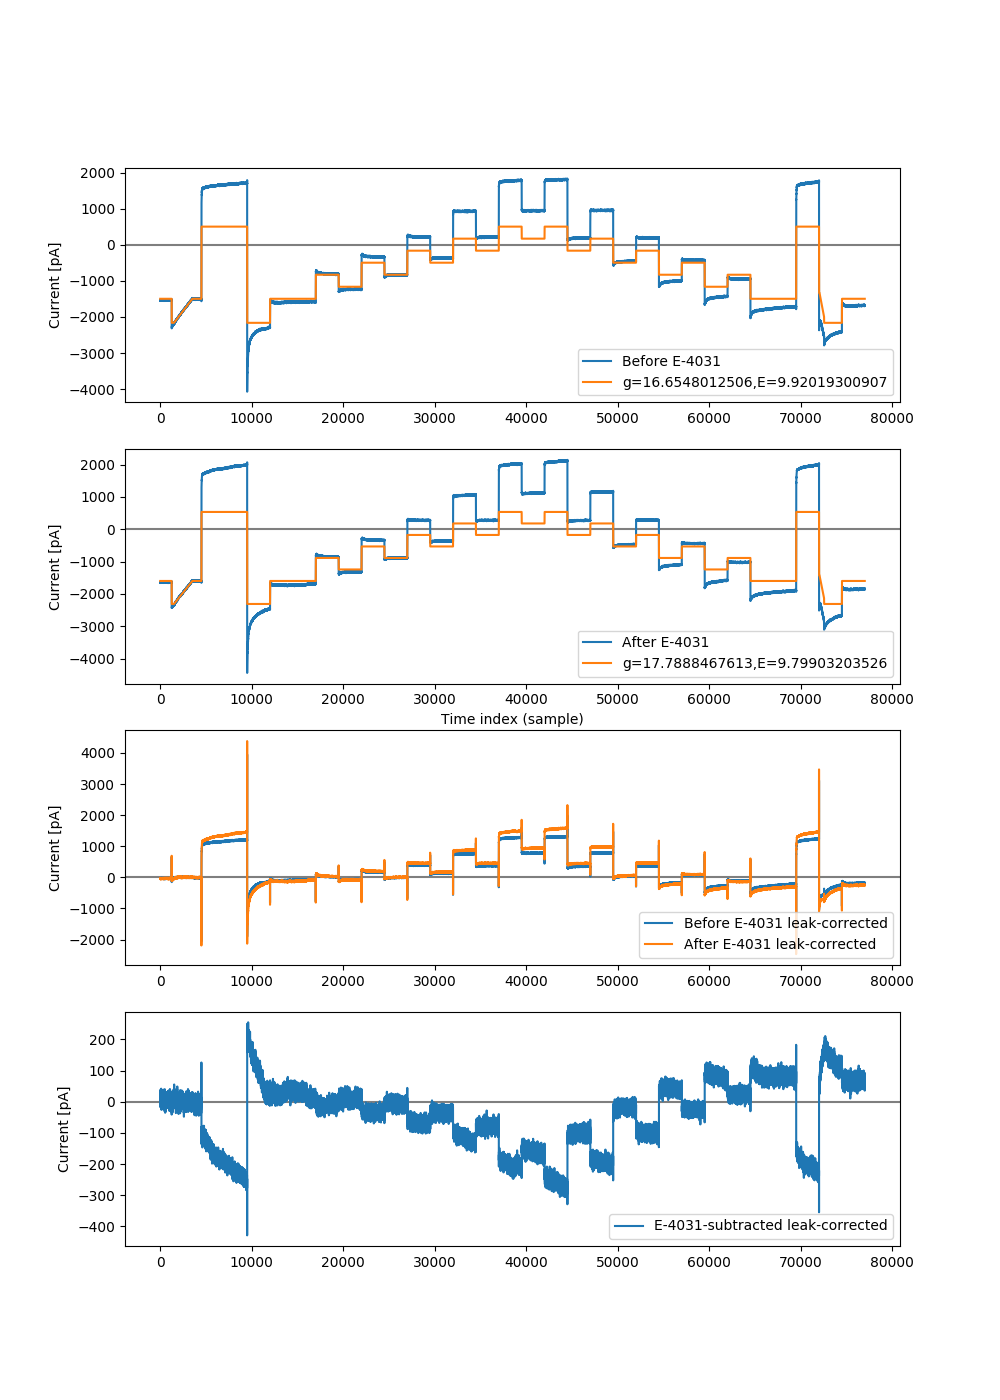 2000
1000
0
−1000
−2000
−3000
−4000
Current [pA]
Before E-4031
g=16.6548012506,E=9.92019300907
0 10000 20000 30000 40000 50000 60000 70000 80000
2000
1000
0
−1000
−2000
−3000
−4000
Current [pA]
After E-4031
g=17.7888467613,E=9.79903203526
0 10000 20000 30000 40000 50000 60000 70000 80000
Time index (sample)
4000
3000
2000
1000
0
−1000
−2000
Current [pA]
Before E-4031 leak-corrected
After E-4031 leak-corrected
0 10000 20000 30000 40000 50000 60000 70000 80000
200
100
0
−100
−200
−300
−400
Current [pA]
E-4031-subtracted leak-corrected
0 10000 20000 30000 40000 50000 60000 70000 80000